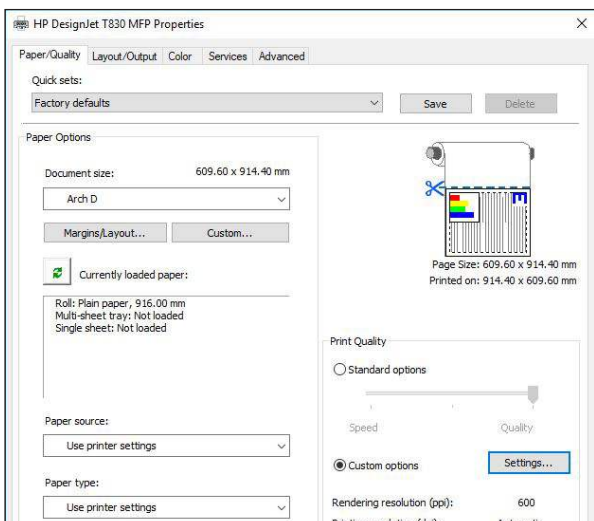 HP DesignJet T830 MFP Properties
Paper/Quality Layout/Output Color Services Advanced
Quick sets:
Factory defaults
Save
Delete
Paper Options
Document size: 609.60 x 914.40 mm
Arch D
Margins/Layout... Custom...
Currently loaded paper:
Roll: Plain paper, 916.00 mm
Multi-sheet tray: Not loaded
Single sheet: Not loaded
Paper source:
Use printer settings
Paper type:
Use printer settings
Page Size: 609.60 x 914.40 mm
Printed on: 914.40 x 609.60 mm
Print Quality
Standard options
Speed Quality
Custom options
Settings...
Rendering resolution (ppi): 600